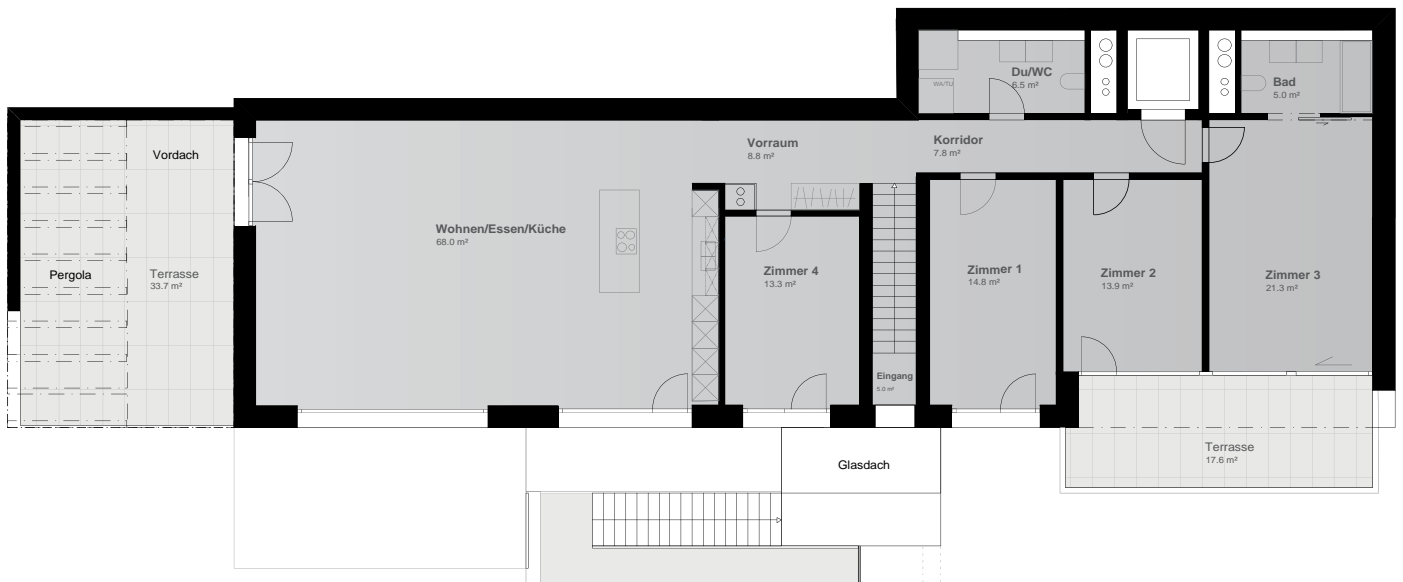 Du/WC
6.5 m²
WA/TU
Bad
5.0 m²
Vordach
Vorraum
8.8 m²
Korridor
7.8 m²
Wohnen/Essen/Küche
68.0 m²
Pergola
Terrasse
33.7 m²
Zimmer 4
13.3 m²
Zimmer 1
14.8 m²
Zimmer 2
13.9 m²
Zimmer 3
21.3 m²
Eingang
5.0 m²
Terrasse
17.6 m²
Glasdach